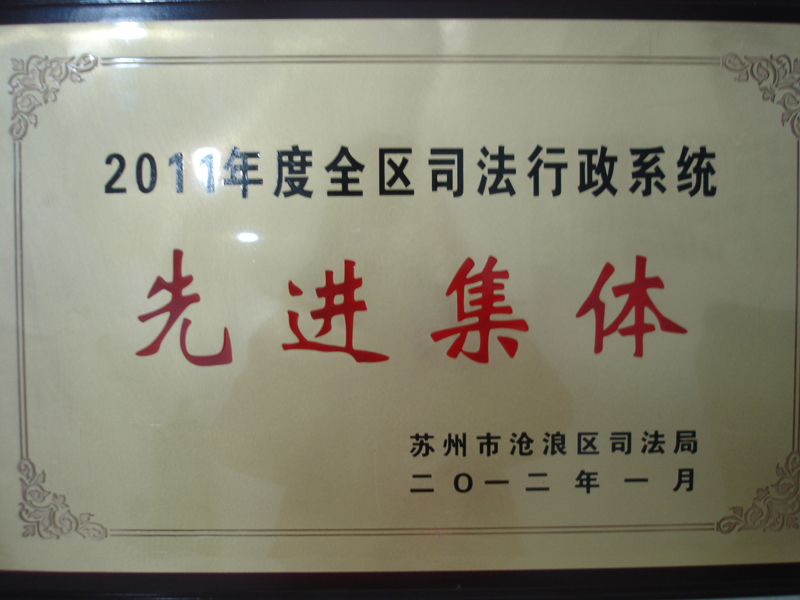 2011年度全区司法行政系统
先进集体
苏州市沧浪区司法局
二〇一二年一月